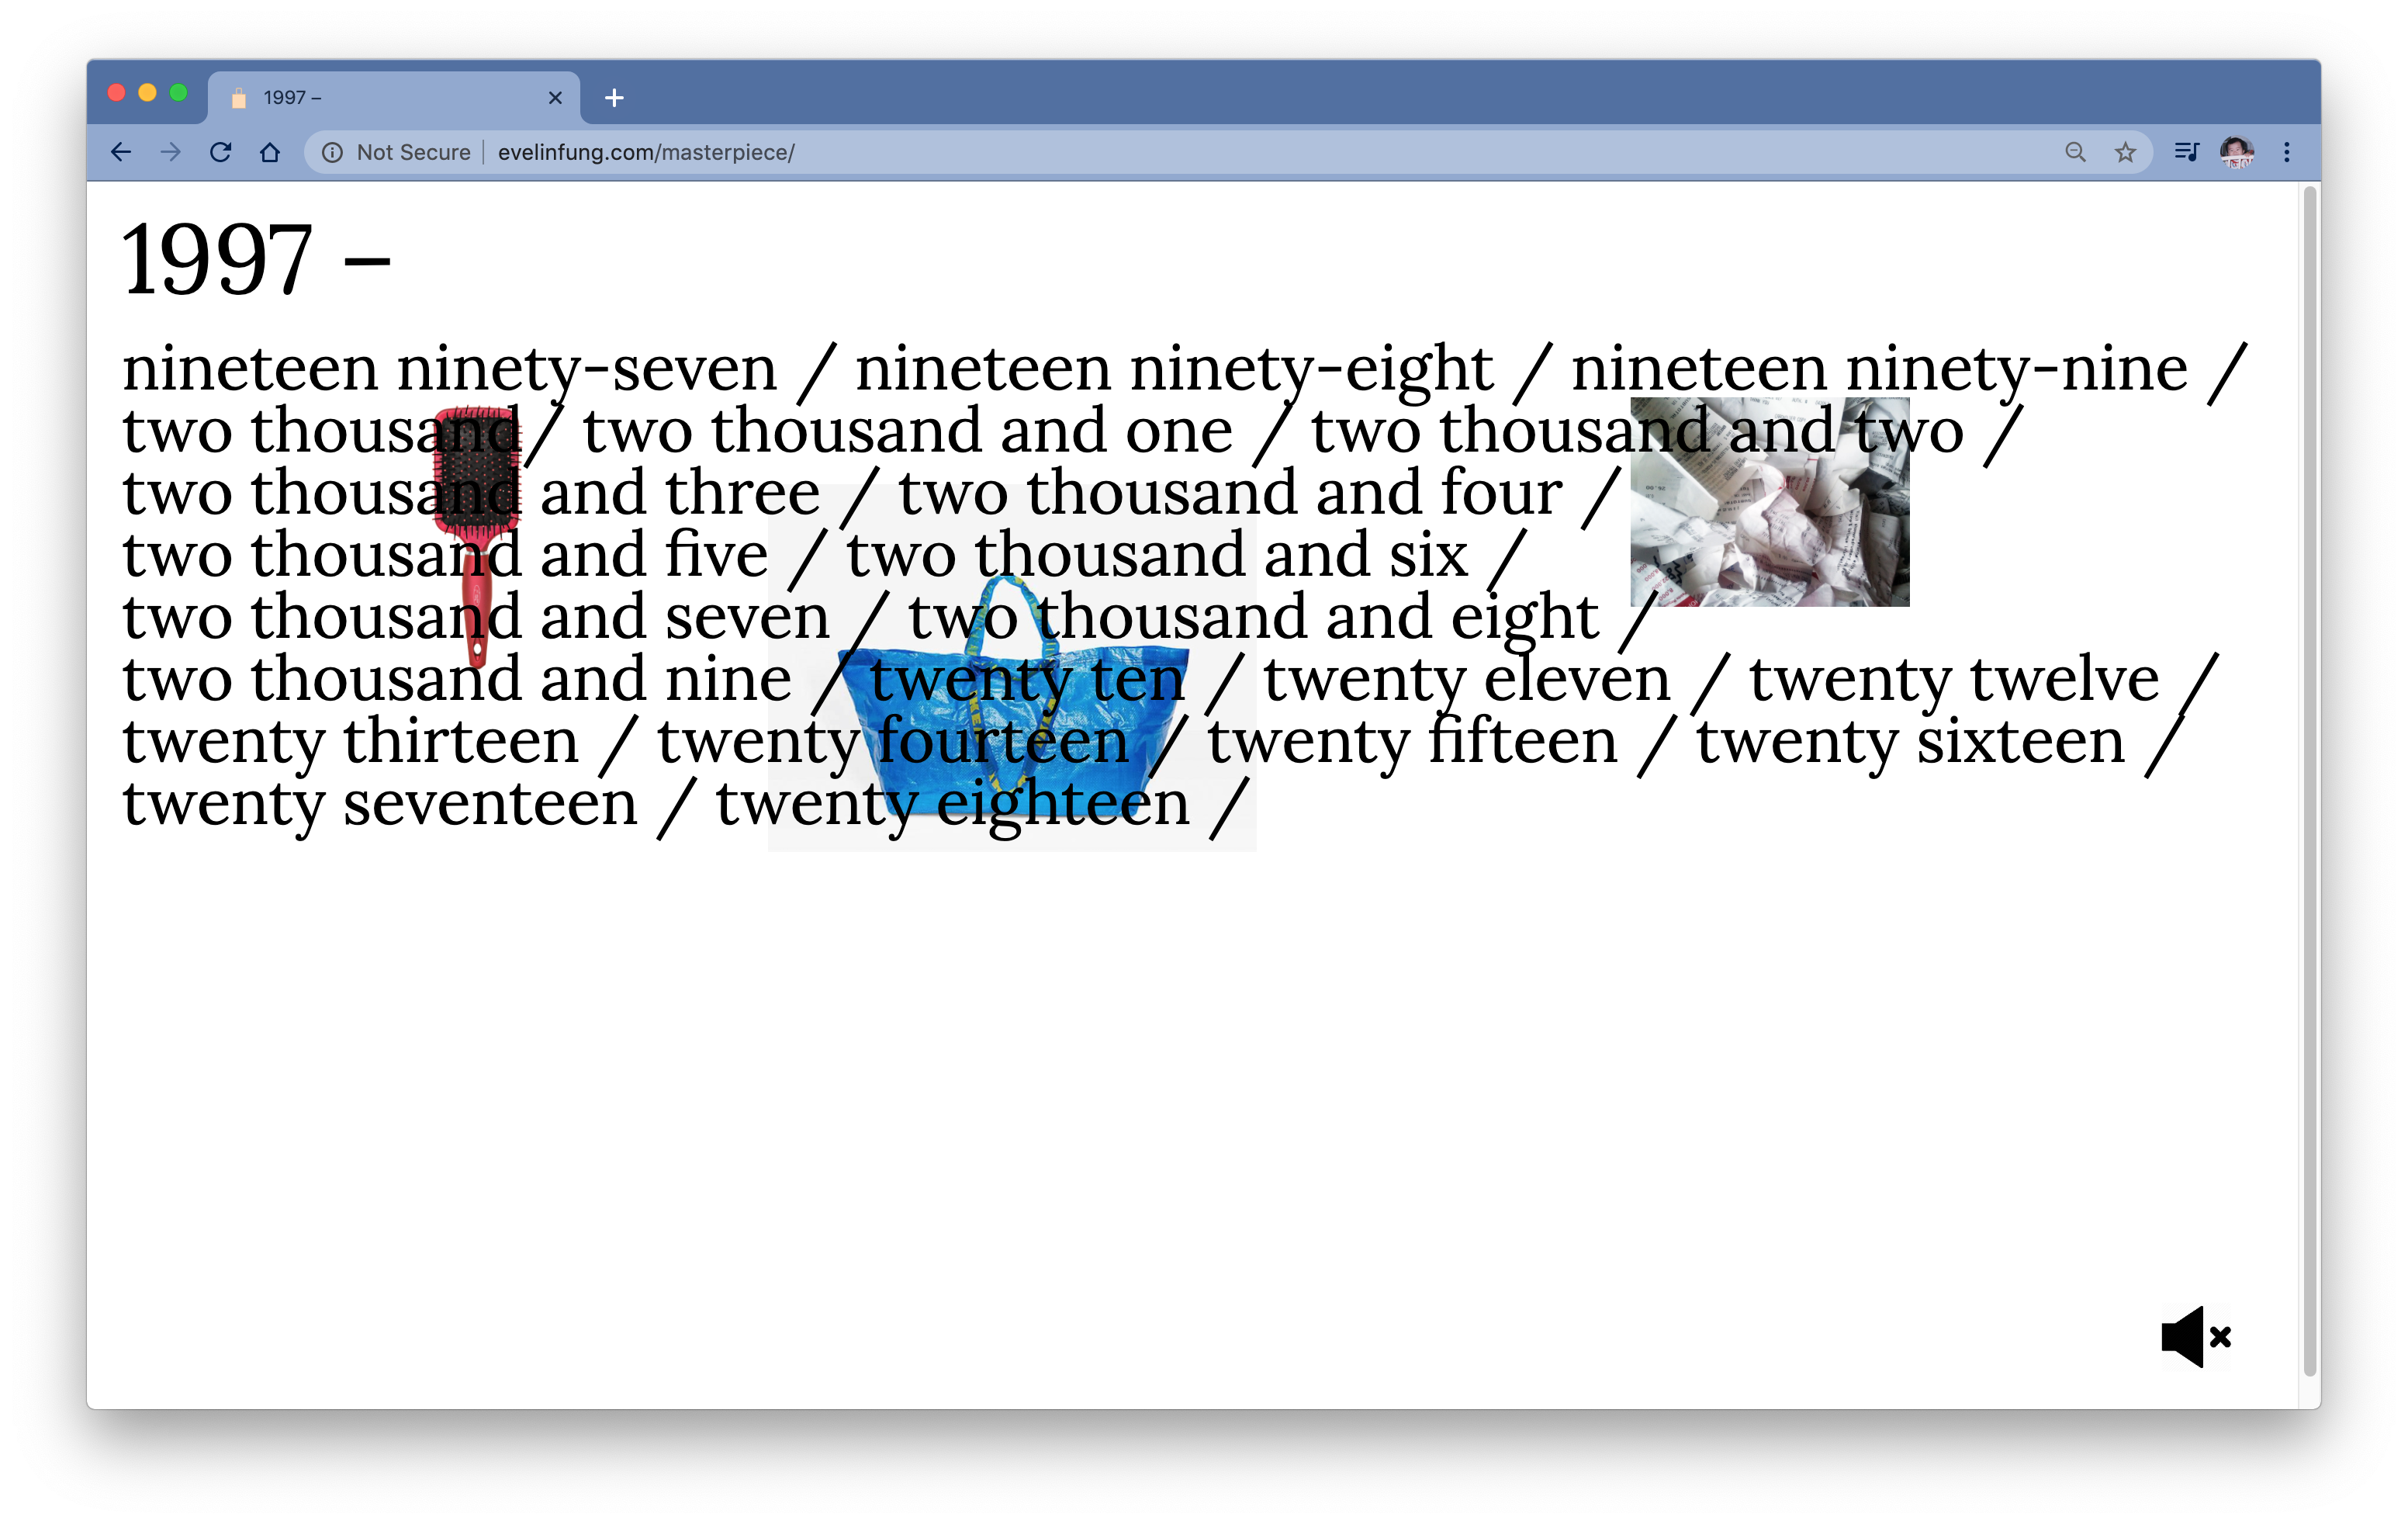 1997 –
Not Secure | evelinfung.com/masterpiece/
1997 –
nineteen ninety-seven / nineteen ninety-eight / nineteen ninety-nine /
two thousand / two thousand and one / two thousand and two /
two thousand and three / two thousand and four /
two thousand and five / two thousand and six /
two thousand and seven / two thousand and eight /
two thousand and nine / twenty ten / twenty eleven / twenty twelve /
twenty thirteen / twenty fourteen / twenty fifteen / twenty sixteen /
twenty seventeen / twenty eighteen /